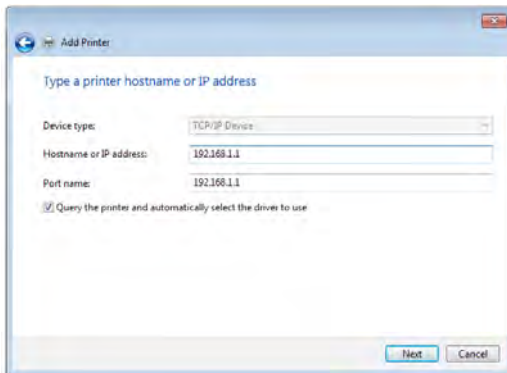 Add Printer
Type a printer hostname or IP address
Device type: TCP/IP Device
Hostname or IP address: 192.168.1.1
Port name: 192.168.1.1
Query the printer and automatically select the driver to use
Next Cancel